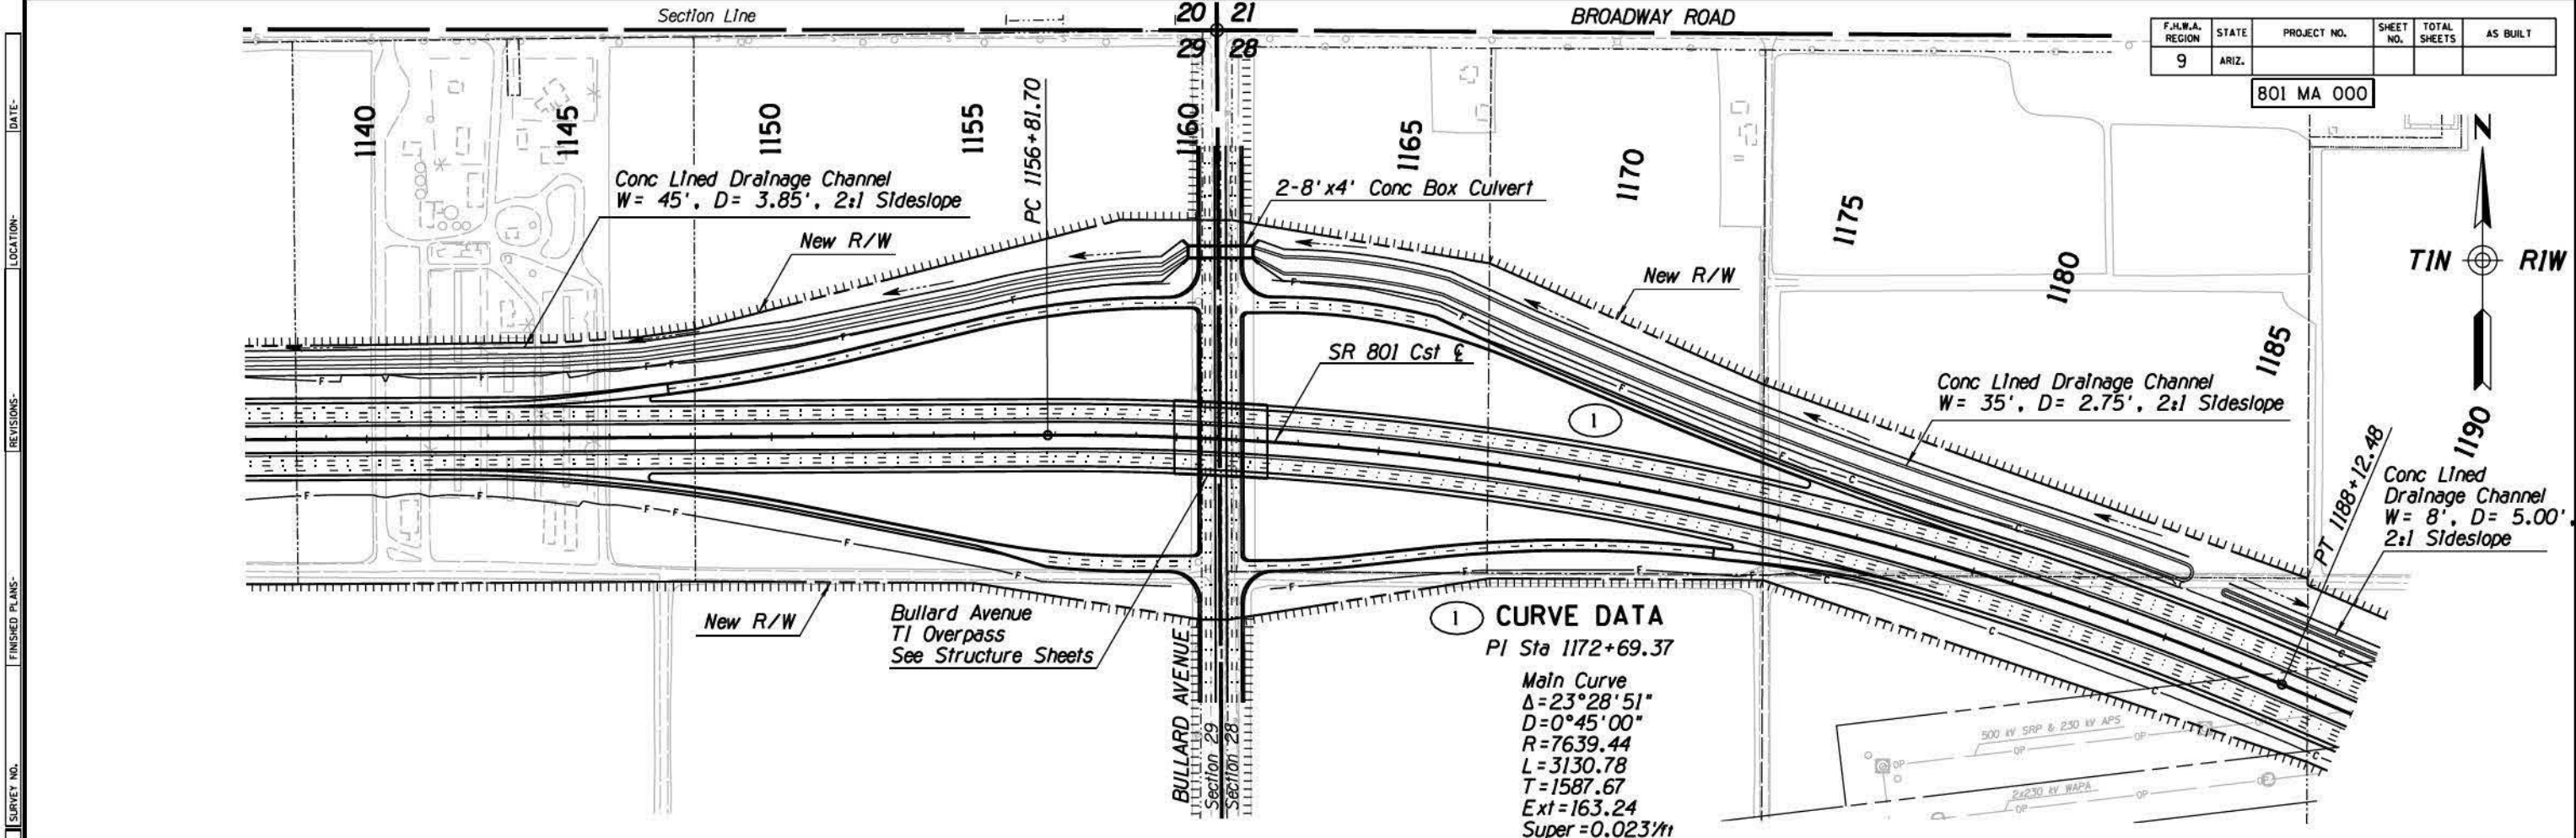 Section Line
20 21
29 28
BROADWAY ROAD
F.H.W.A. REGION STATE PROJECT NO. SHEET NO. TOTAL SHEETS AS BUILT
9 ARIZ.
801 MA 000
DATE-
LOCATION-
REVISIONS-
FINISHED PLANS-
SURVEY NO.
1140
1145
1150
1155
PC 1156+81.70
1160
1165
1170
1175
1180
1185
1190
N
T1N R1W
Conc Lined Drainage Channel
W= 45', D= 3.85', 2:1 Sideslope
New R/W
2-8'x4' Conc Box Culvert
New R/W
SR 801 Cst ℄
1
Conc Lined Drainage Channel
W= 35', D= 2.75', 2:1 Sideslope
PT 1188+12.48
Conc Lined
Drainage Channel
W= 8', D= 5.00',
2:1 Sideslope
New R/W
Bullard Avenue
TI Overpass
See Structure Sheets
BULLARD AVENUE
Section 29
Section 28
1 CURVE DATA
PI Sta 1172+69.37
Main Curve
Δ=23°28'51"
D=0°45'00"
R=7639.44
L=3130.78
T=1587.67
Ext=163.24
Super=0.023'/ft
500 kV SRP & 230 kV APS
2x230 kV WAPA